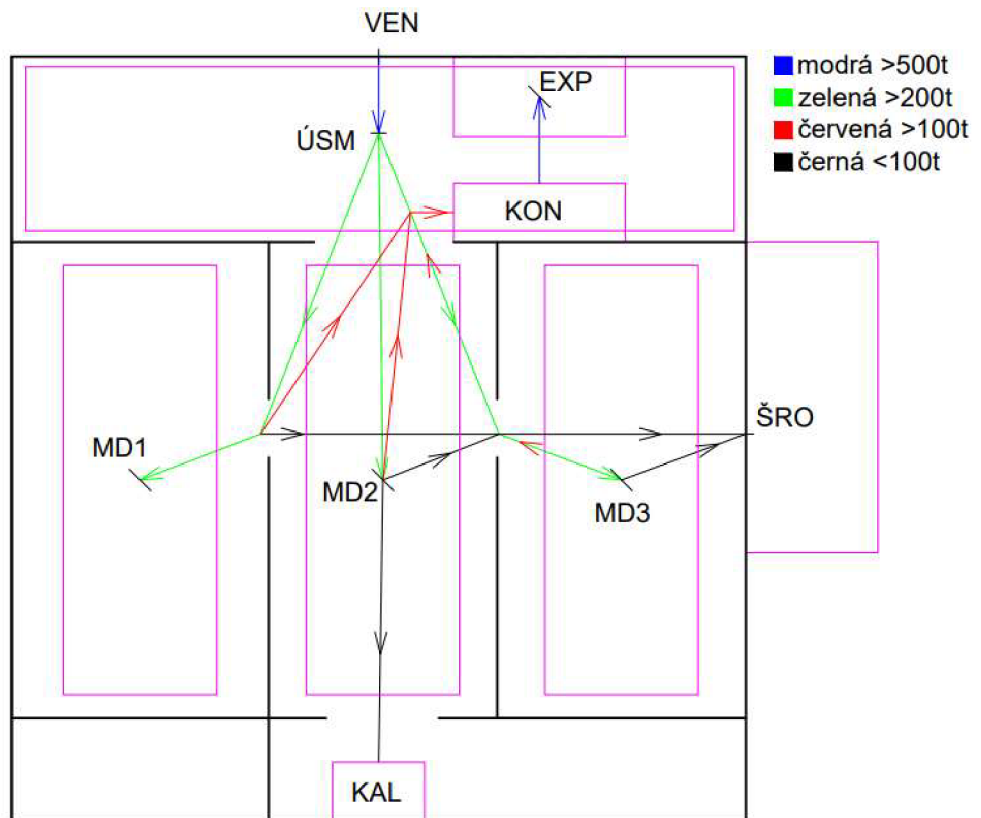 VEN
modrá >500t
EXP
zelená >200t
ÚSM
červená >100t
černá <100t
KON
ŠRO
MD1
MD2
MD3
KAL